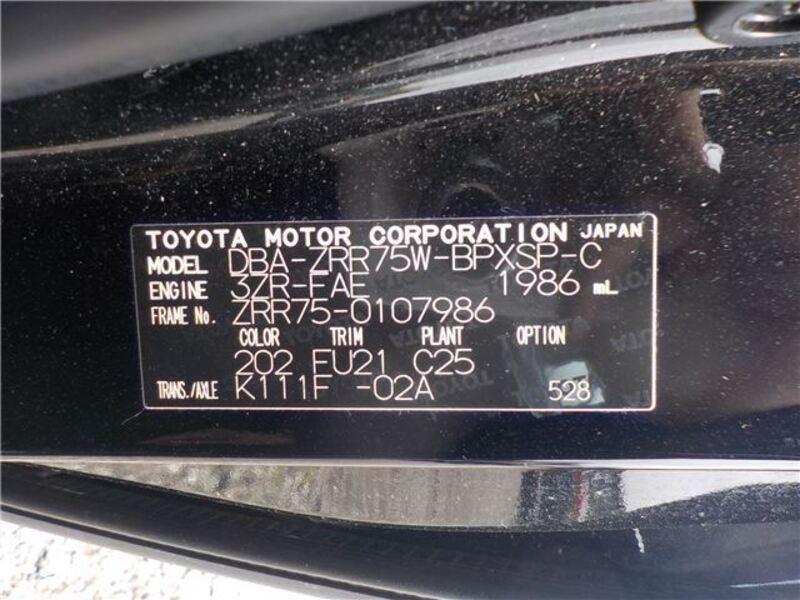 TOYOTA MOTOR CORPORATION JAPAN
MODEL DBA-ZRR75W-BPXSP-C
ENGINE 3ZR-FAE 1986 mL
FRAME No. ZRR75-0107986
COLOR TRIM PLANT OPTION
202 FU21 C25
TRANS./AXLE K111F -02A 528